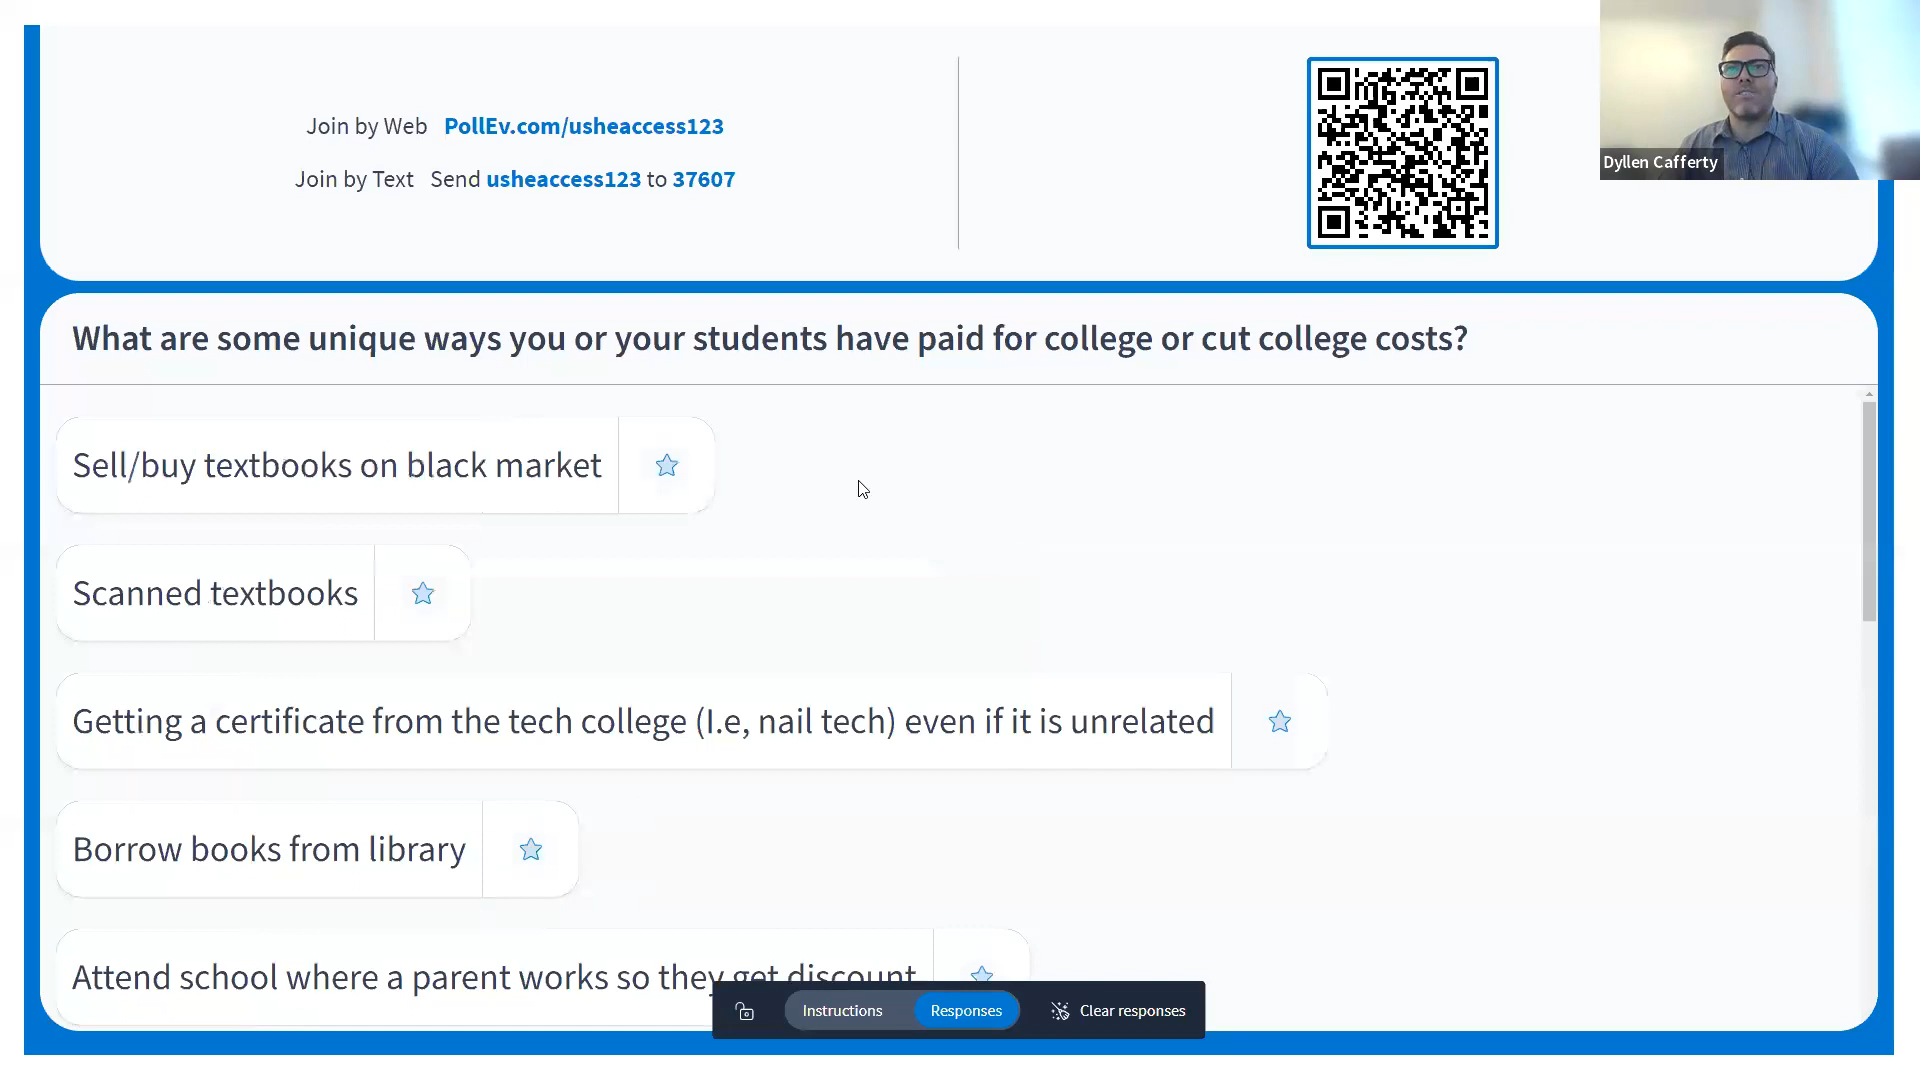 Join by Web PollEv.com/usheaccess123
Join by Text Send usheaccess123 to 37607
Dyllen Cafferty
What are some unique ways you or your students have paid for college or cut college costs?
Sell/buy textbooks on black market
Scanned textbooks
Getting a certificate from the tech college (I.e, nail tech) even if it is unrelated
Borrow books from library
Attend school where a parent works so they get discount
Instructions Responses Clear responses